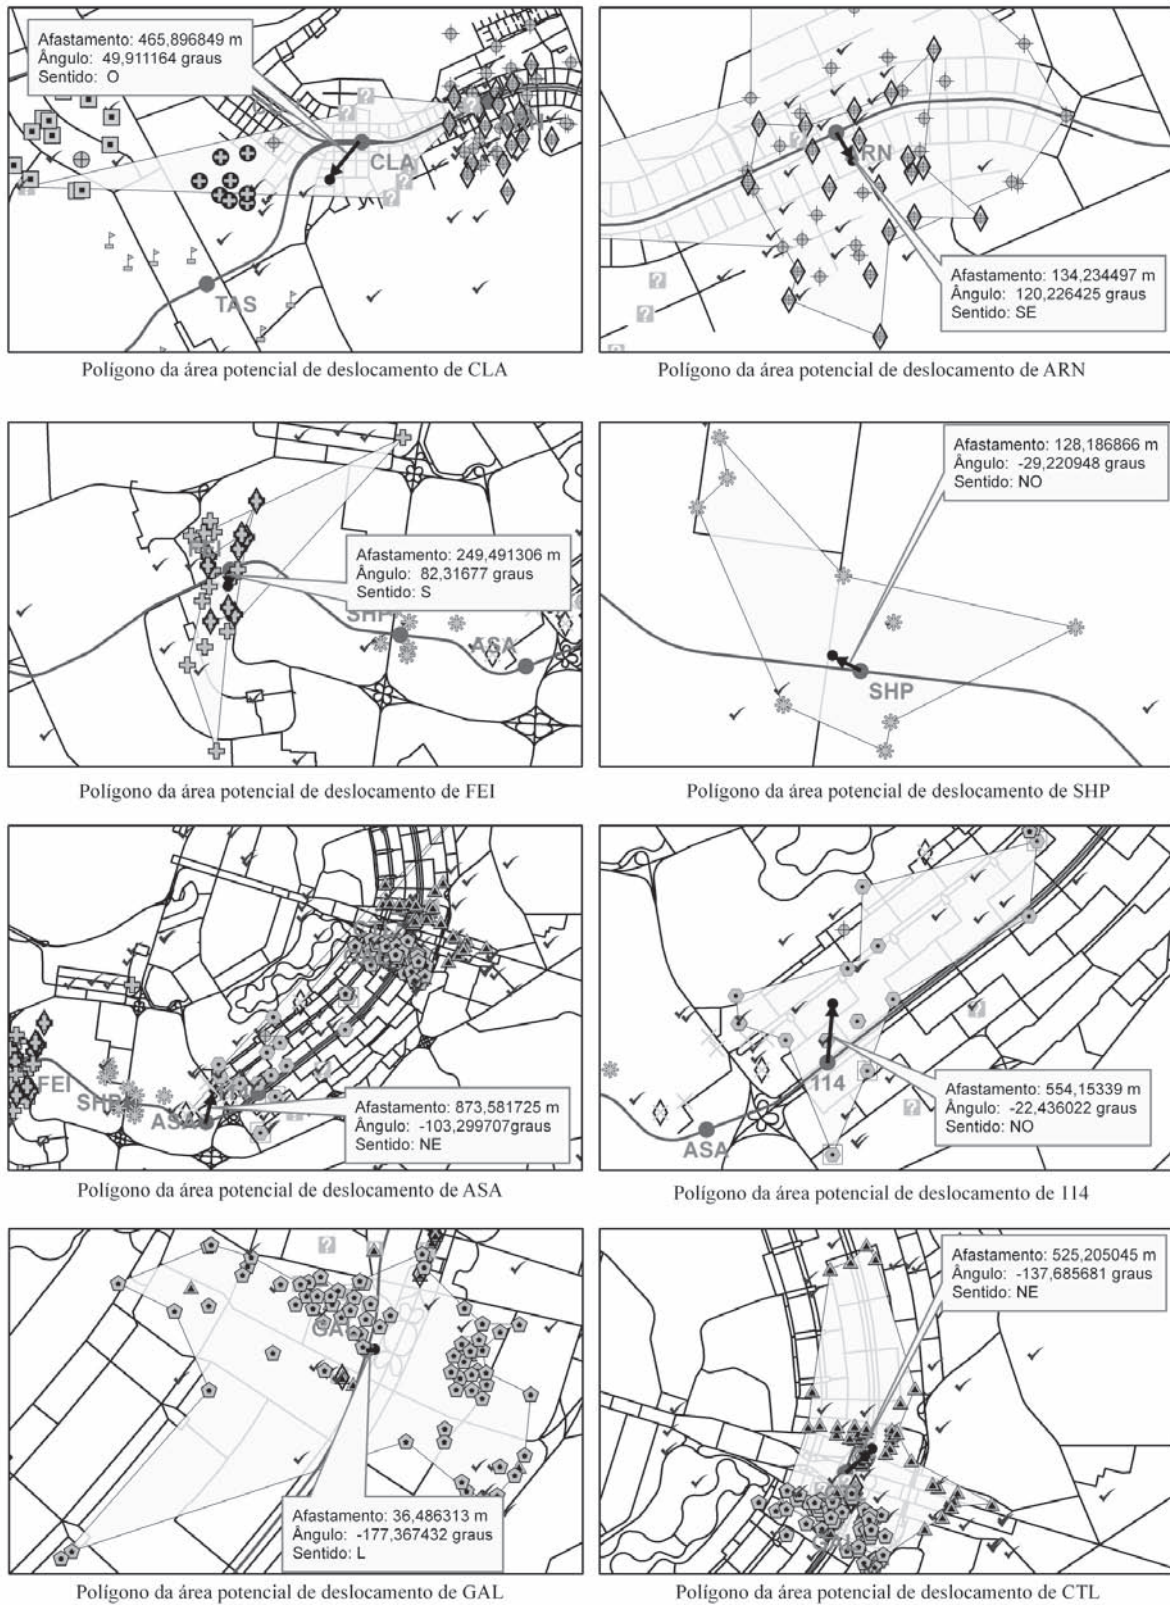 Afastamento: 465,896849 m
Ângulo: 49,911164 graus
Sentido: O
CLA
TAS
Polígono da área potencial de deslocamento de CLA
ARN
Afastamento: 134,234497 m
Ângulo: 120,226425 graus
Sentido: SE
Polígono da área potencial de deslocamento de ARN
Afastamento: 249,491306 m
Ângulo: 82,31677 graus
Sentido: S
SHP
ASA
Polígono da área potencial de deslocamento de FEI
Afastamento: 128,186866 m
Ângulo: -29,220948 graus
Sentido: NO
SHP
Polígono da área potencial de deslocamento de SHP
FEI
SHP
ASA
Afastamento: 873,581725 m
Ângulo: -103,299707graus
Sentido: NE
Polígono da área potencial de deslocamento de ASA
114
ASA
Afastamento: 554,15339 m
Ângulo: -22,436022 graus
Sentido: NO
Polígono da área potencial de deslocamento de 114
GAL
Afastamento: 36,486313 m
Ângulo: -177,367432 graus
Sentido: L
Polígono da área potencial de deslocamento de GAL
Afastamento: 525,205045 m
Ângulo: -137,685681 graus
Sentido: NE
GAL
Polígono da área potencial de deslocamento de CTL